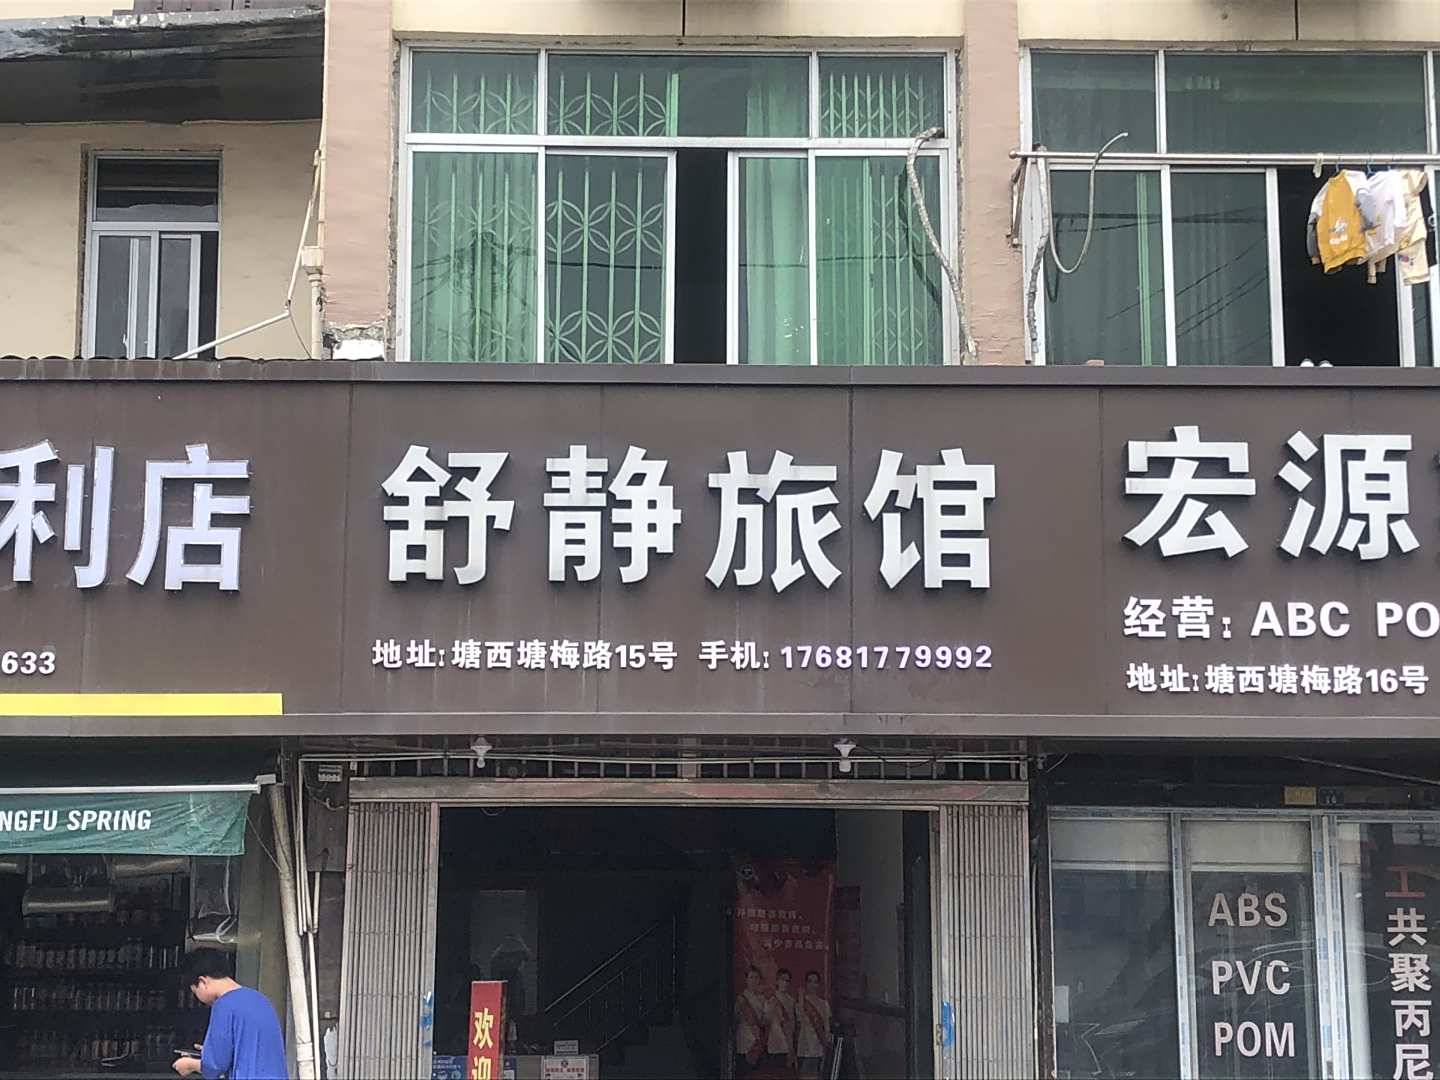 利店
633
NGFU SPRING
舒静旅馆
地址:塘西塘梅路15号 手机:17681779992
欢迎
宏源
经营: ABC PO
地址:塘西塘梅路16号
ABS
PVC
POM
工共聚丙尼